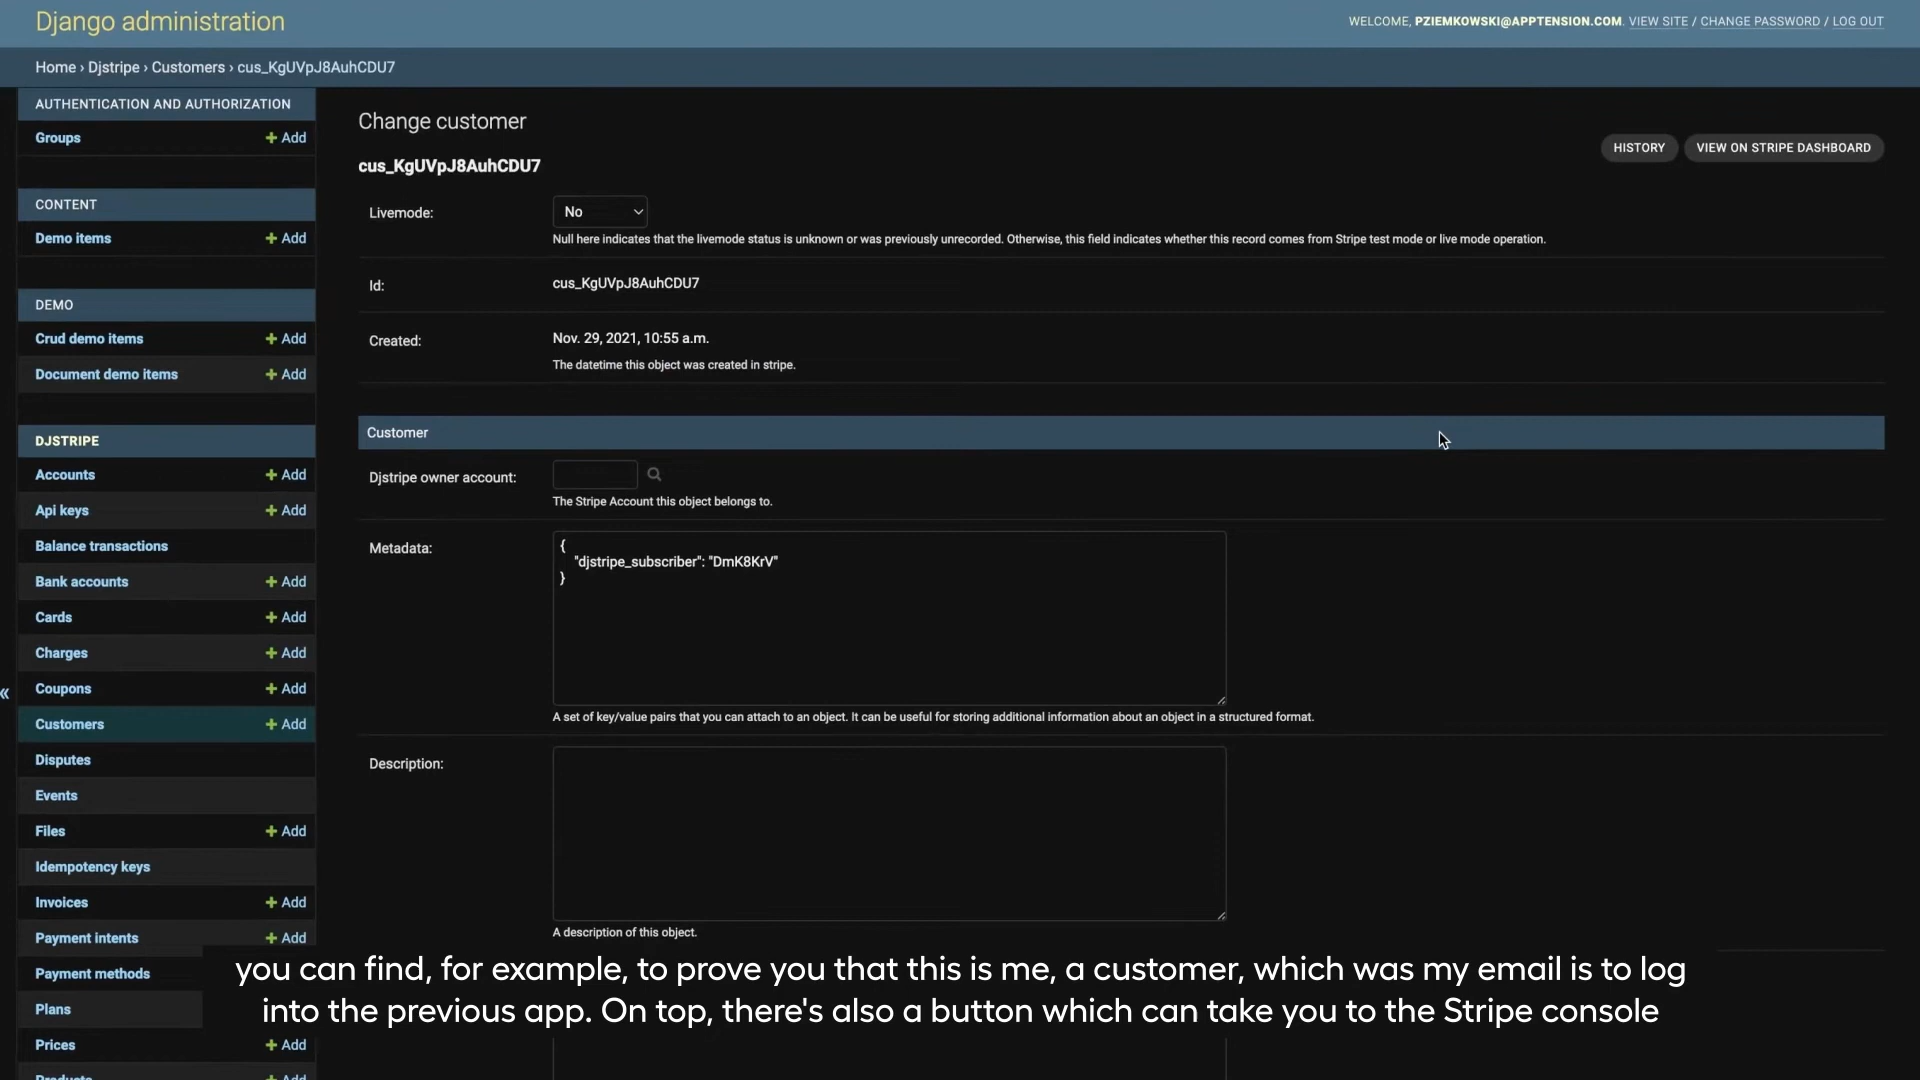 Django administration
WELCOME, PZIEMKOWSKI@APPTENSION.COM. VIEW SITE / CHANGE PASSWORD / LOG OUT
Home › Djstripe › Customers › cus_KgUVpJ8AuhCDU7
AUTHENTICATION AND AUTHORIZATION
Groups + Add
CONTENT
Demo items + Add
DEMO
Crud demo items + Add
Document demo items + Add
DJSTRIPE
Accounts + Add
Api keys + Add
Balance transactions
Bank accounts + Add
Cards + Add
Charges + Add
Coupons + Add
«
Customers + Add
Disputes
Events
Files + Add
Idempotency keys
Invoices + Add
Payment intents + Add
Payment methods
Plans
Prices + Add
Products + Add
Change customer
HISTORY
VIEW ON STRIPE DASHBOARD
cus_KgUVpJ8AuhCDU7
Livemode: No
Null here indicates that the livemode status is unknown or was previously unrecorded. Otherwise, this field indicates whether this record comes from Stripe test mode or live mode operation.
Id: cus_KgUVpJ8AuhCDU7
Created: Nov. 29, 2021, 10:55 a.m.
The datetime this object was created in stripe.
Customer
Djstripe owner account:
The Stripe Account this object belongs to.
Metadata:
{
"djstripe_subscriber": "DmK8KrV"
}
A set of key/value pairs that you can attach to an object. It can be useful for storing additional information about an object in a structured format.
Description:
A description of this object.
you can find, for example, to prove you that this is me, a customer, which was my email is to log
into the previous app. On top, there's also a button which can take you to the Stripe console